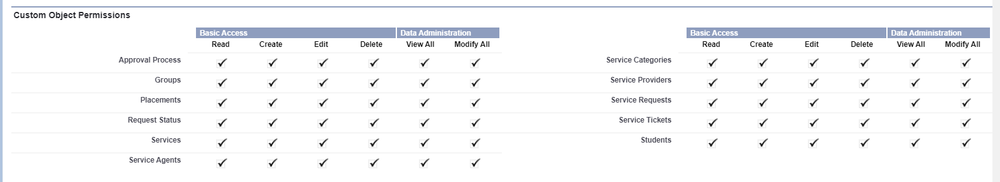 Custom Object Permissions
Basic Access Data Administration Basic Access Data Administration
Read Create Edit Delete View All Modify All Read Create Edit Delete View All Modify All
Approval Process Service Categories
Groups Service Providers
Placements Service Requests
Request Status Service Tickets
Services Students
Service Agents